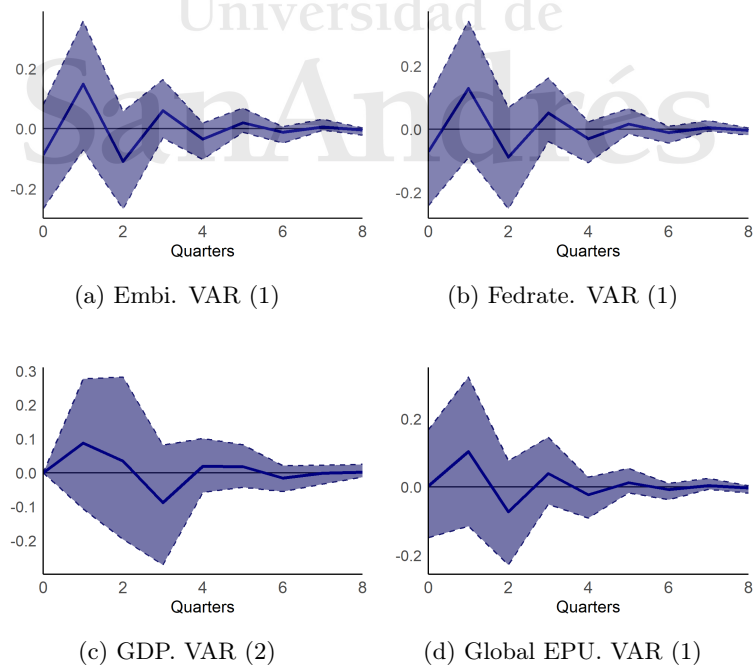 Universidad de
SanAndrés
0.2
0.0
-0.2
0 2 4 6 8
Quarters
(a) Embi. VAR (1)
0.2
0.0
-0.2
0 2 4 6 8
Quarters
(b) Fedrate. VAR (1)
0.3
0.2
0.1
0.0
-0.1
-0.2
0 2 4 6 8
Quarters
(c) GDP. VAR (2)
0.2
0.0
-0.2
0 2 4 6 8
Quarters
(d) Global EPU. VAR (1)